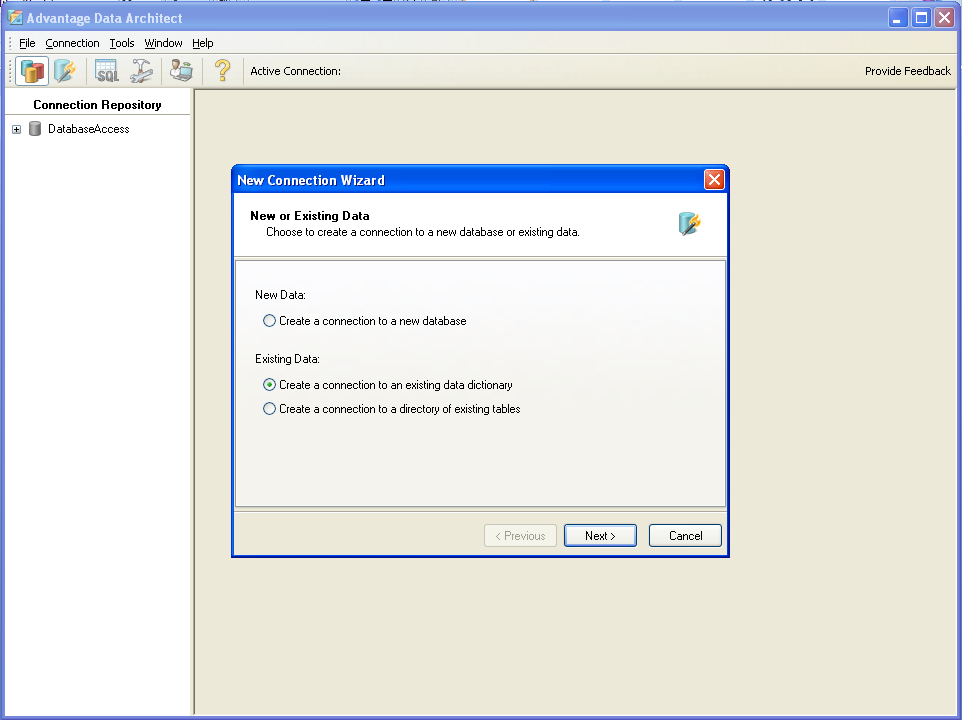 Advantage Data Architect
File Connection Tools Window Help
SQL Active Connection: Provide Feedback
Connection Repository
DatabaseAccess
New Connection Wizard
New or Existing Data
Choose to create a connection to a new database or existing data.
New Data:
Create a connection to a new database
Existing Data:
Create a connection to an existing data dictionary
Create a connection to a directory of existing tables
< Previous Next > Cancel